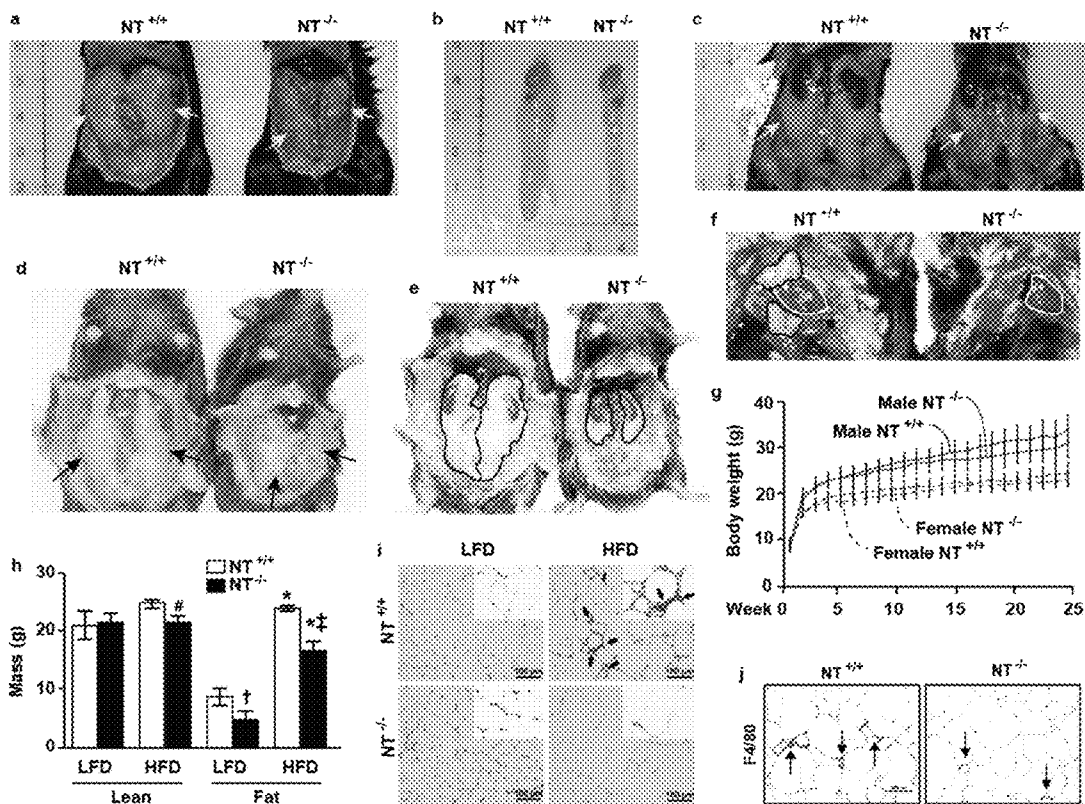 a NT +/+ NT -/-
b NT +/+ NT -/-
c NT +/+ NT -/-
d NT +/+ NT -/-
e NT +/+ NT -/-
f NT +/+ NT -/-
g
Body weight (g)
40
30
20
10
0
Male NT -/-
Male NT +/+
Female NT -/-
Female NT +/+
Week 0 5 10 15 20 25
h
Mass (g)
30
20
10
0
NT +/+
NT -/-
# * *‡ †
LFD HFD LFD HFD
Lean Fat
i LFD HFD
NT +/+
NT -/-
j NT +/+ NT -/-
F4/80